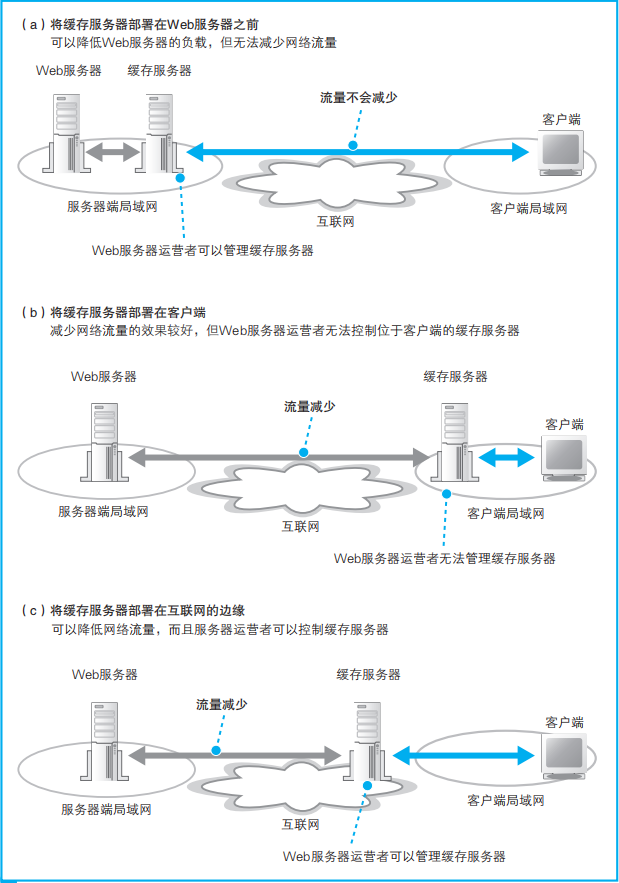 （a）将缓存服务器部署在Web服务器之前
可以降低Web服务器的负载，但无法减少网络流量
Web服务器
缓存服务器
流量不会减少
客户端
服务器端局域网
互联网
客户端局域网
Web服务器运营者可以管理缓存服务器
（b）将缓存服务器部署在客户端
减少网络流量的效果较好，但Web服务器运营者无法控制位于客户端的缓存服务器
Web服务器
缓存服务器
流量减少
客户端
服务器端局域网
互联网
客户端局域网
Web服务器运营者无法管理缓存服务器
（c）将缓存服务器部署在互联网的边缘
可以降低网络流量，而且服务器运营者可以控制缓存服务器
Web服务器
缓存服务器
流量减少
客户端
服务器端局域网
互联网
客户端局域网
Web服务器运营者可以管理缓存服务器